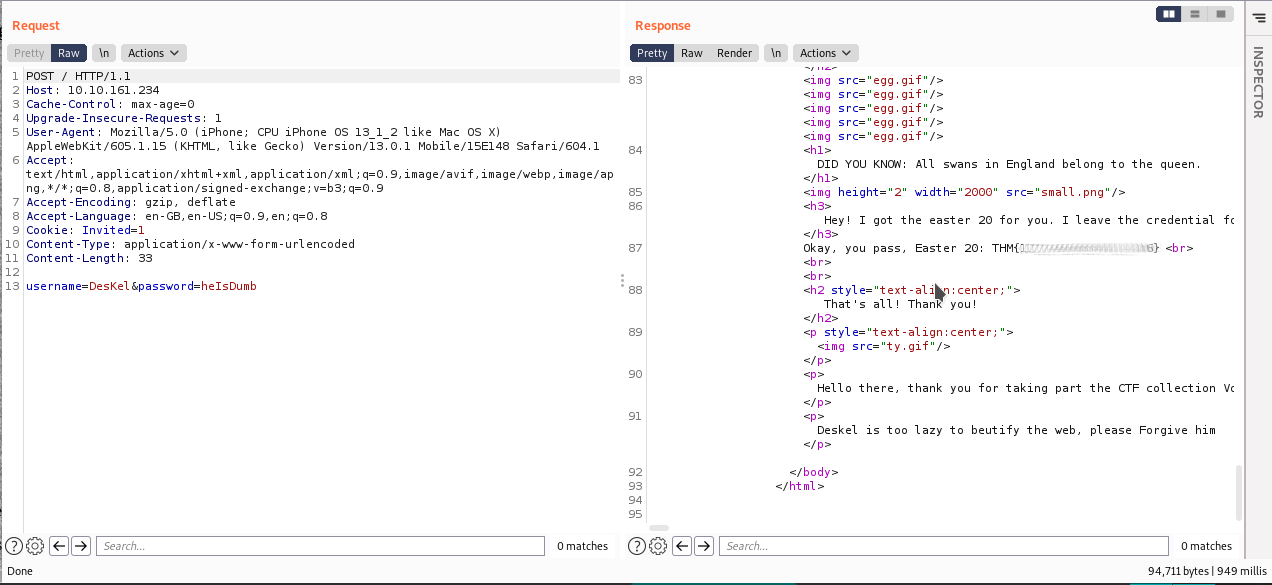 Request
Pretty Raw \n Actions
1 POST / HTTP/1.1
2 Host: 10.10.161.234
3 Cache-Control: max-age=0
4 Upgrade-Insecure-Requests: 1
5 User-Agent: Mozilla/5.0 (iPhone; CPU iPhone OS 13_1_2 like Mac OS X)
AppleWebKit/605.1.15 (KHTML, like Gecko) Version/13.0.1 Mobile/15E148 Safari/604.1
6 Accept:
text/html,application/xhtml+xml,application/xml;q=0.9,image/avif,image/webp,image/ap
ng,*/*;q=0.8,application/signed-exchange;v=b3;q=0.9
7 Accept-Encoding: gzip, deflate
8 Accept-Language: en-GB,en-US;q=0.9,en;q=0.8
9 Cookie: Invited=1
10 Content-Type: application/x-www-form-urlencoded
11 Content-Length: 33
12
13 username=DesKel&password=heIsDumb
Search...
0 matches
Response
Pretty Raw Render \n Actions
</h2>
83 <img src="egg.gif"/>
<img src="egg.gif"/>
<img src="egg.gif"/>
<img src="egg.gif"/>
<img src="egg.gif"/>
84 <h1>
DID YOU KNOW: All swans in England belong to the queen.
</h1>
85 <img height="2" width="2000" src="small.png"/>
86 <h3>
Hey! I got the easter 20 for you. I leave the credential fo
</h3>
87 Okay, you pass, Easter 20: THM{ } <br>
<br>
<br>
88 <h2 style="text-align:center;">
That's all! Thank you!
</h2>
89 <p style="text-align:center;">
<img src="ty.gif"/>
</p>
90 <p>
Hello there, thank you for taking part the CTF collection Vo
</p>
91 <p>
Deskel is too lazy to beutify the web, please Forgive him
</p>
92 </body>
93 </html>
94
95
Search...
0 matches
INSPECTOR
Done
94,711 bytes | 949 millis